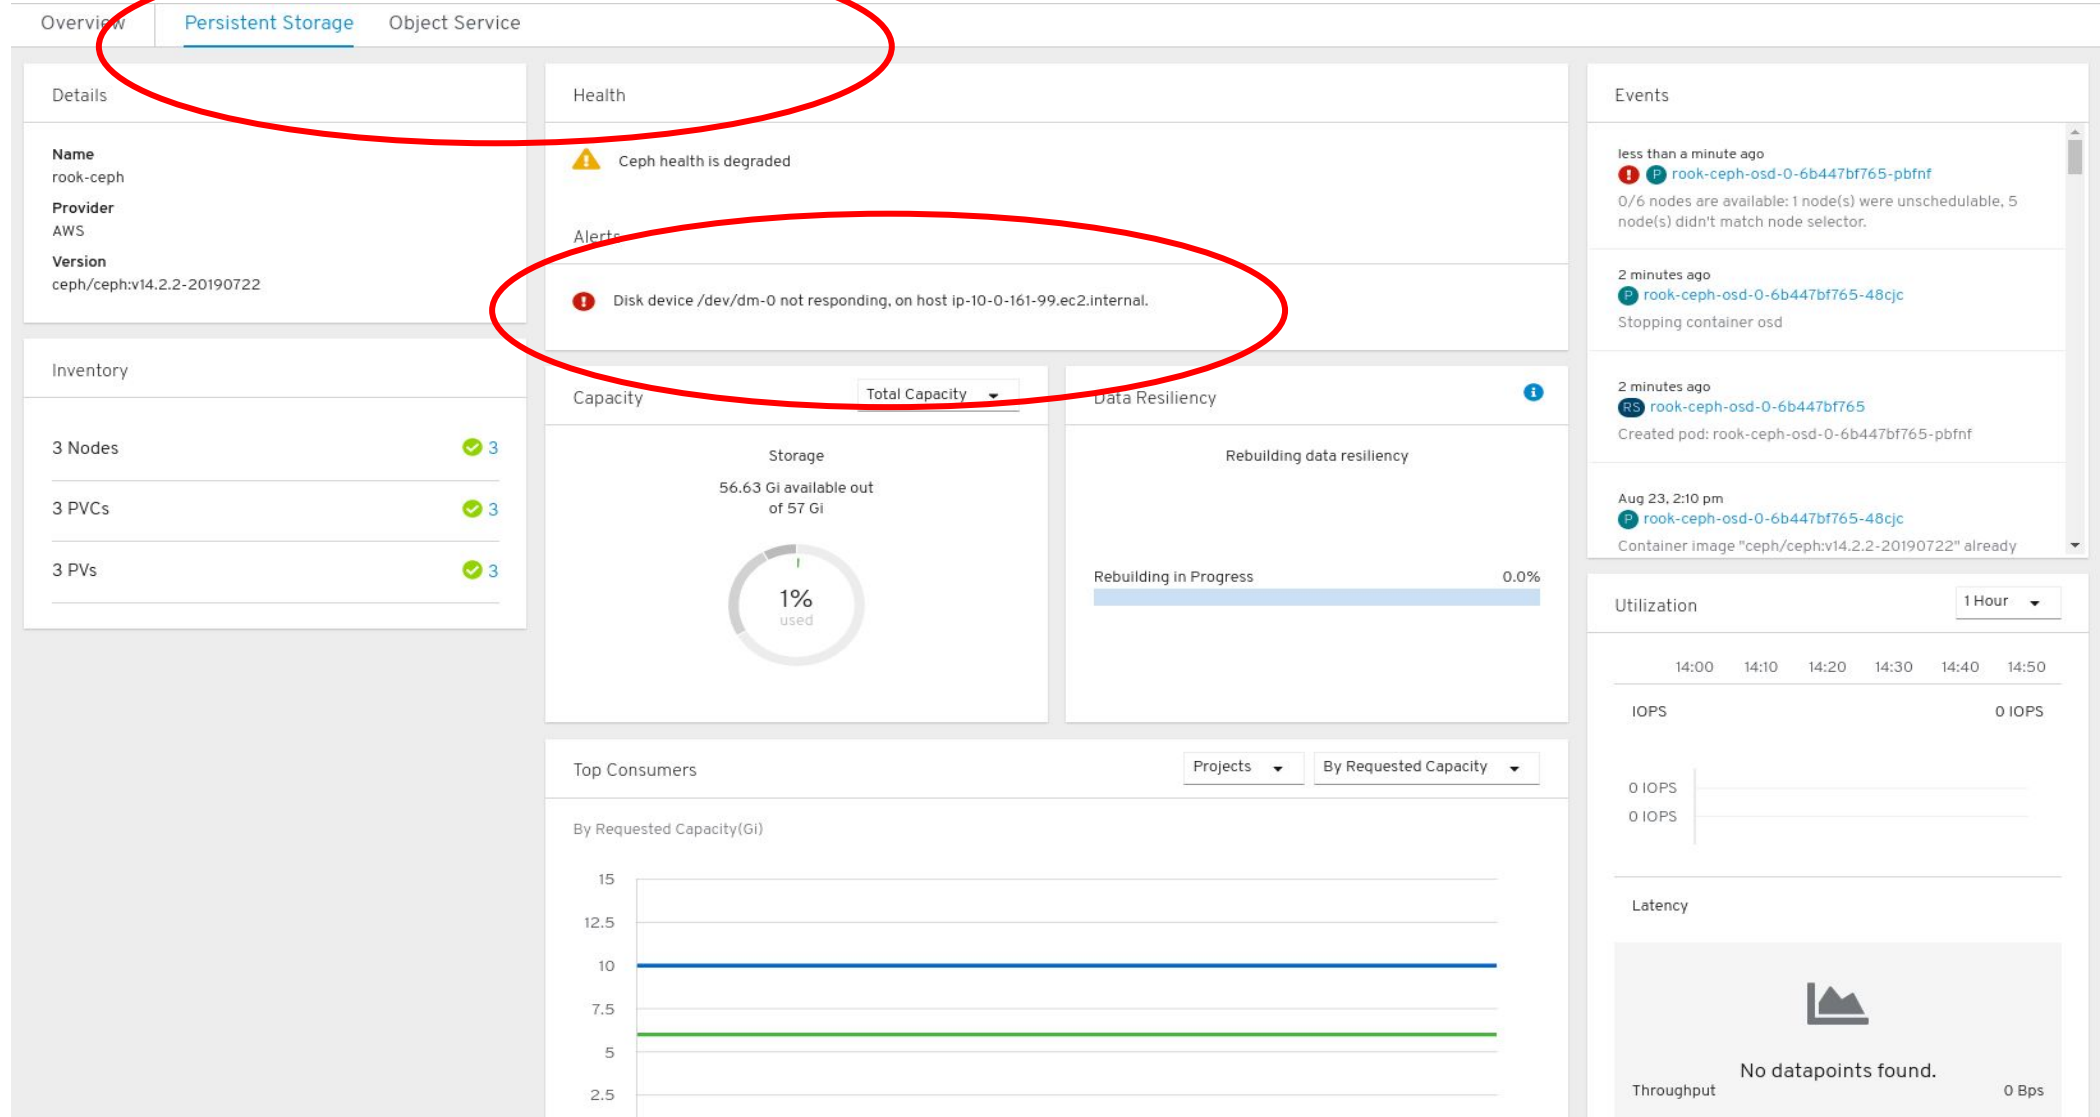 Overview
Persistent Storage
Object Service
Details
Name
rook-ceph
Provider
AWS
Version
ceph/ceph:v14.2.2-20190722
Inventory
3 Nodes
3
3 PVCs
3
3 PVs
3
Health
Ceph health is degraded
Alerts
Disk device /dev/dm-0 not responding, on host ip-10-0-161-99.ec2.internal.
Capacity
Total Capacity
Storage
56.63 Gi available out
of 57 Gi
1%
used
Data Resiliency
Rebuilding data resiliency
Rebuilding in Progress
0.0%
Top Consumers
Projects
By Requested Capacity
By Requested Capacity(Gi)
15
12.5
10
7.5
5
2.5
Events
less than a minute ago
P rook-ceph-osd-0-6b447bf765-pbfnf
0/6 nodes are available: 1 node(s) were unschedulable, 5
node(s) didn't match node selector.
2 minutes ago
P rook-ceph-osd-0-6b447bf765-48cjc
Stopping container osd
2 minutes ago
RS rook-ceph-osd-0-6b447bf765
Created pod: rook-ceph-osd-0-6b447bf765-pbfnf
Aug 23, 2:10 pm
P rook-ceph-osd-0-6b447bf765-48cjc
Container image "ceph/ceph:v14.2.2-20190722" already
Utilization
1 Hour
14:00 14:10 14:20 14:30 14:40 14:50
IOPS
0 IOPS
0 IOPS
0 IOPS
Latency
No datapoints found.
Throughput
0 Bps